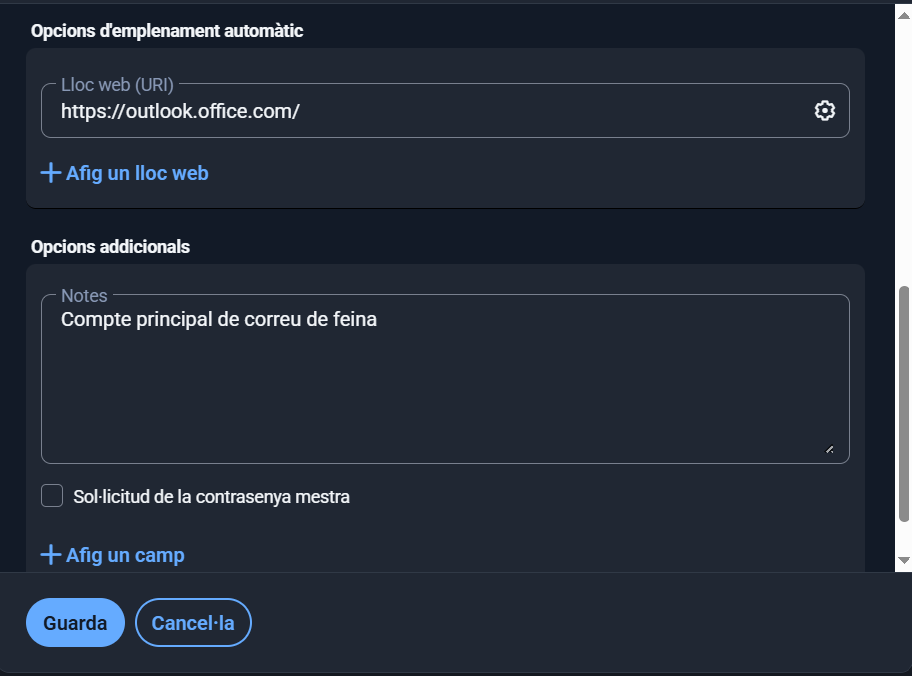 Opcions d'emplenament automàtic
Lloc web (URI)
https://outlook.office.com/
Afig un lloc web
Opcions addicionals
Notes
Compte principal de correu de feina
Sol·licitud de la contrasenya mestra
Afig un camp
Guarda
Cancel·la